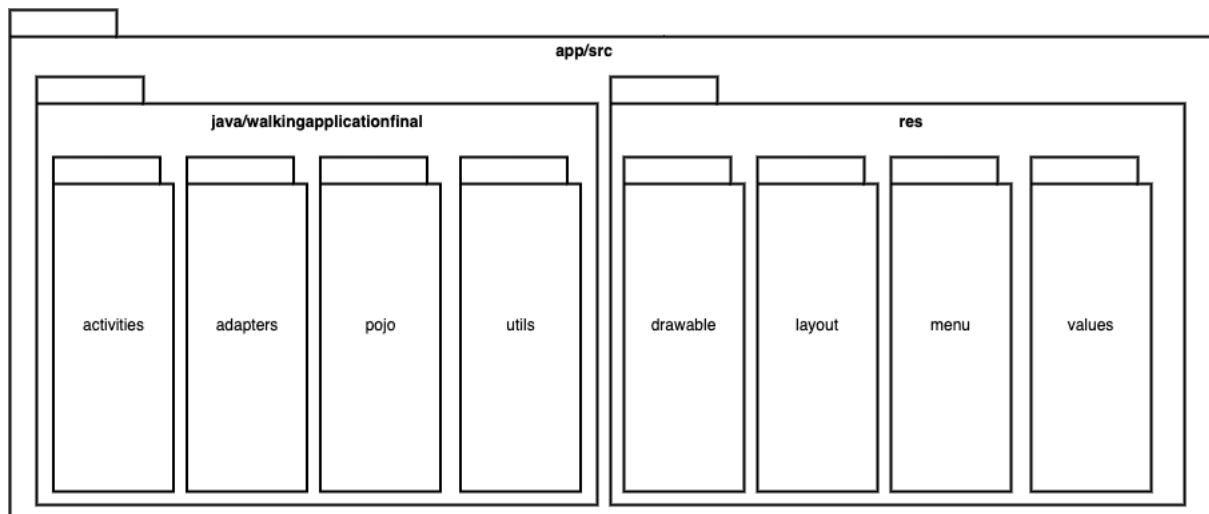 app/src
java/walkingapplicationfinal
res
activities
adapters
pojo
utils
drawable
layout
menu
values